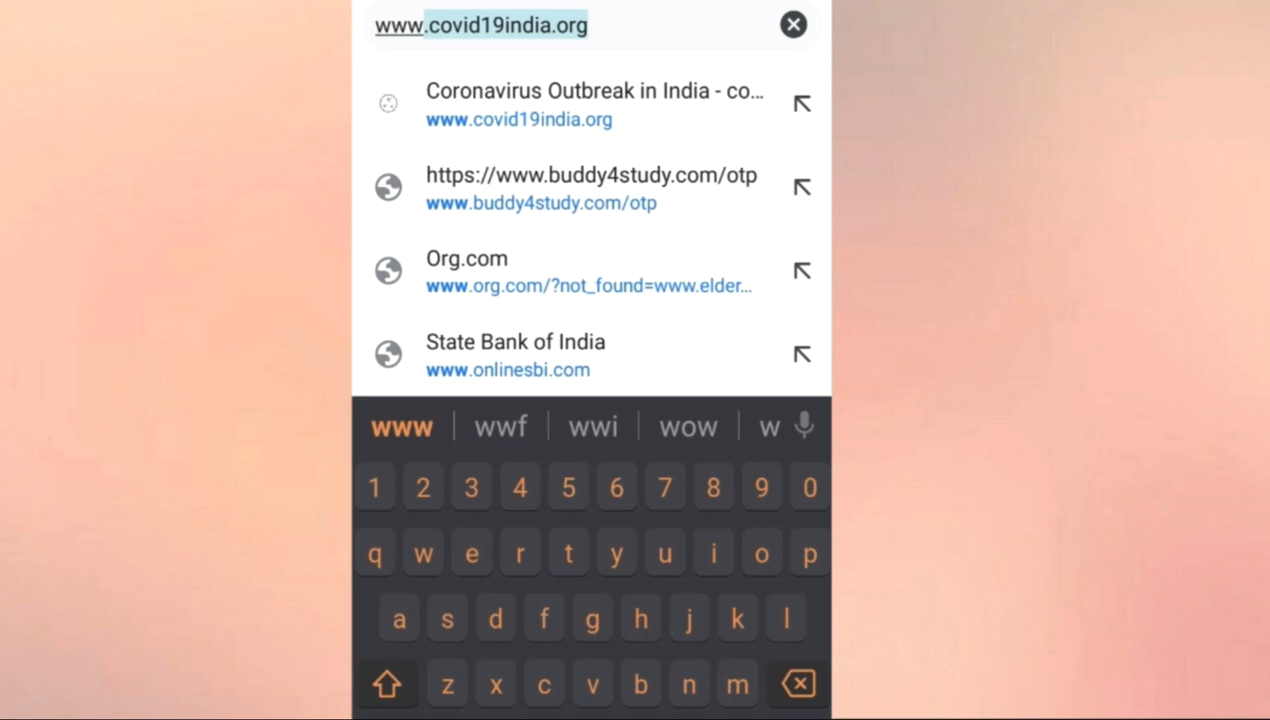 www.covid19india.org
Coronavirus Outbreak in India - co...
www.covid19india.org
https://www.buddy4study.com/otp
www.buddy4study.com/otp
Org.com
www.org.com/?not_found=www.elder...
State Bank of India
www.onlinesbi.com
www wwf wwi wow w
1 2 3 4 5 6 7 8 9 0
q w e r t y u i o p
a s d f g h j k l
z x c v b n m